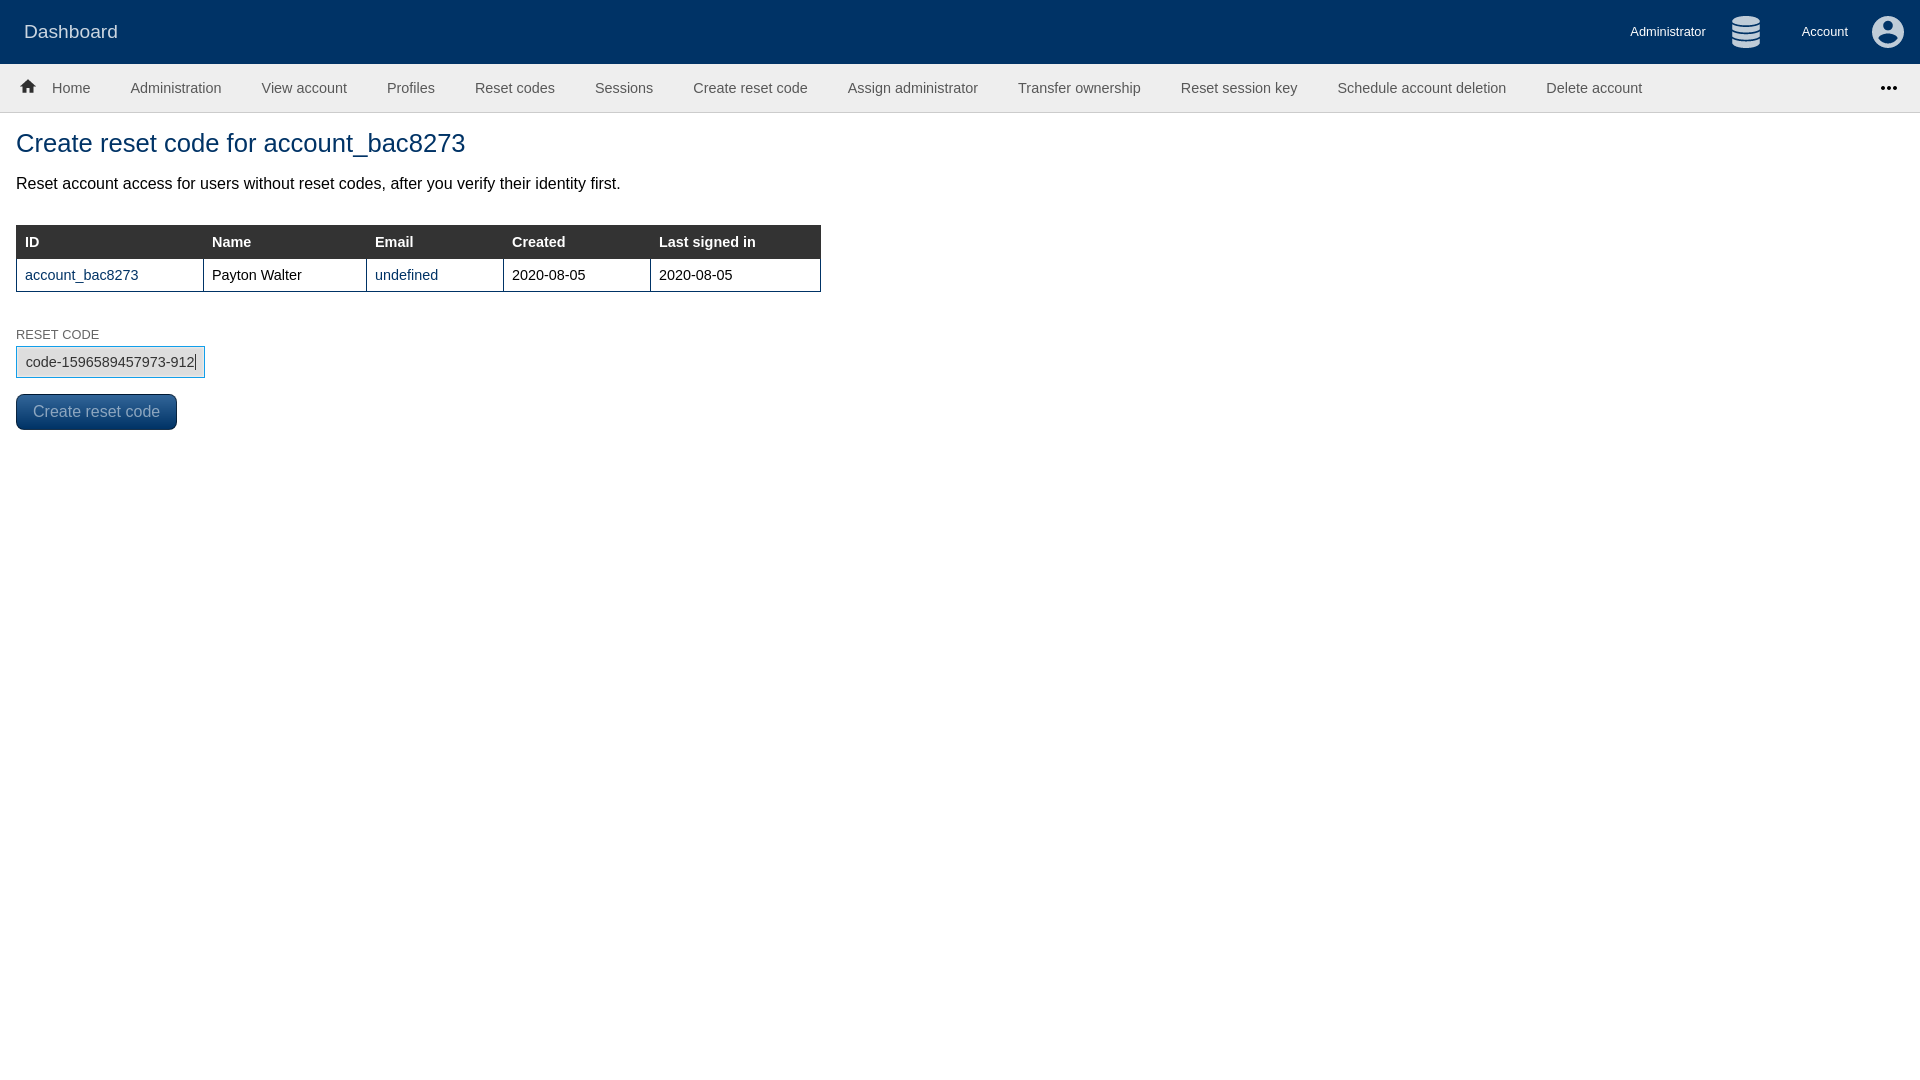 Dashboard
Administrator
Account
Home Administration View account Profiles Reset codes Sessions Create reset code Assign administrator Transfer ownership Reset session key Schedule account deletion Delete account
Create reset code for account_bac8273
Reset account access for users without reset codes, after you verify their identity first.
ID Name Email Created Last signed in
account_bac8273 Payton Walter undefined 2020-08-05 2020-08-05
RESET CODE
code-1596589457973-912
Create reset code